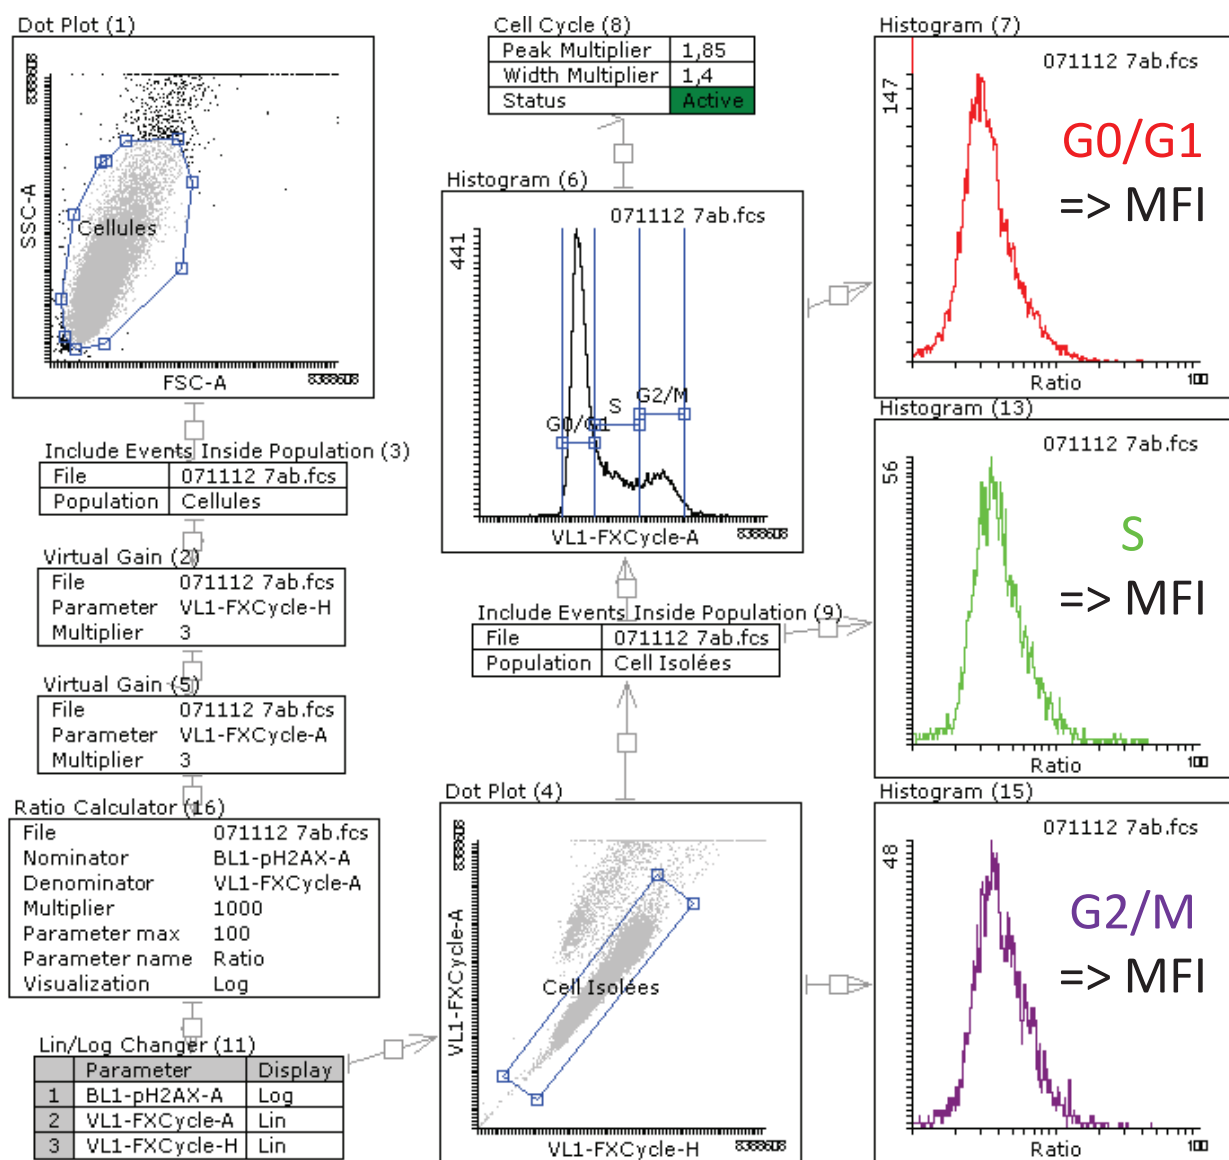 Dot Plot (1)
8388608
SSC-A
Cellules
FSC-A
8388608
Include Events Inside Population (3)
File 071112 7ab.fcs
Population Cellules
Virtual Gain (2)
File 071112 7ab.fcs
Parameter VL1-FXCycle-H
Multiplier 3
Virtual Gain (5)
File 071112 7ab.fcs
Parameter VL1-FXCycle-A
Multiplier 3
Ratio Calculator (16)
File 071112 7ab.fcs
Nominator BL1-pH2AX-A
Denominator VL1-FXCycle-A
Multiplier 1000
Parameter max 100
Parameter name Ratio
Visualization Log
Lin/Log Changer (11)
Parameter Display
1 BL1-pH2AX-A Log
2 VL1-FXCycle-A Lin
3 VL1-FXCycle-H Lin
Cell Cycle (8)
Peak Multiplier 1,85
Width Multiplier 1,4
Status Active
Histogram (6)
071112 7ab.fcs
441
G0/G1
S
G2/M
VL1-FXCycle-A
8388608
Include Events Inside Population (9)
File 071112 7ab.fcs
Population Cell Isolées
Dot Plot (4)
8388608
VL1-FXCycle-A
Cell Isolées
VL1-FXCycle-H
8388608
Histogram (7)
071112 7ab.fcs
147
G0/G1
=> MFI
Ratio
100
Histogram (13)
071112 7ab.fcs
56
S
=> MFI
Ratio
100
Histogram (15)
071112 7ab.fcs
48
G2/M
=> MFI
Ratio
100